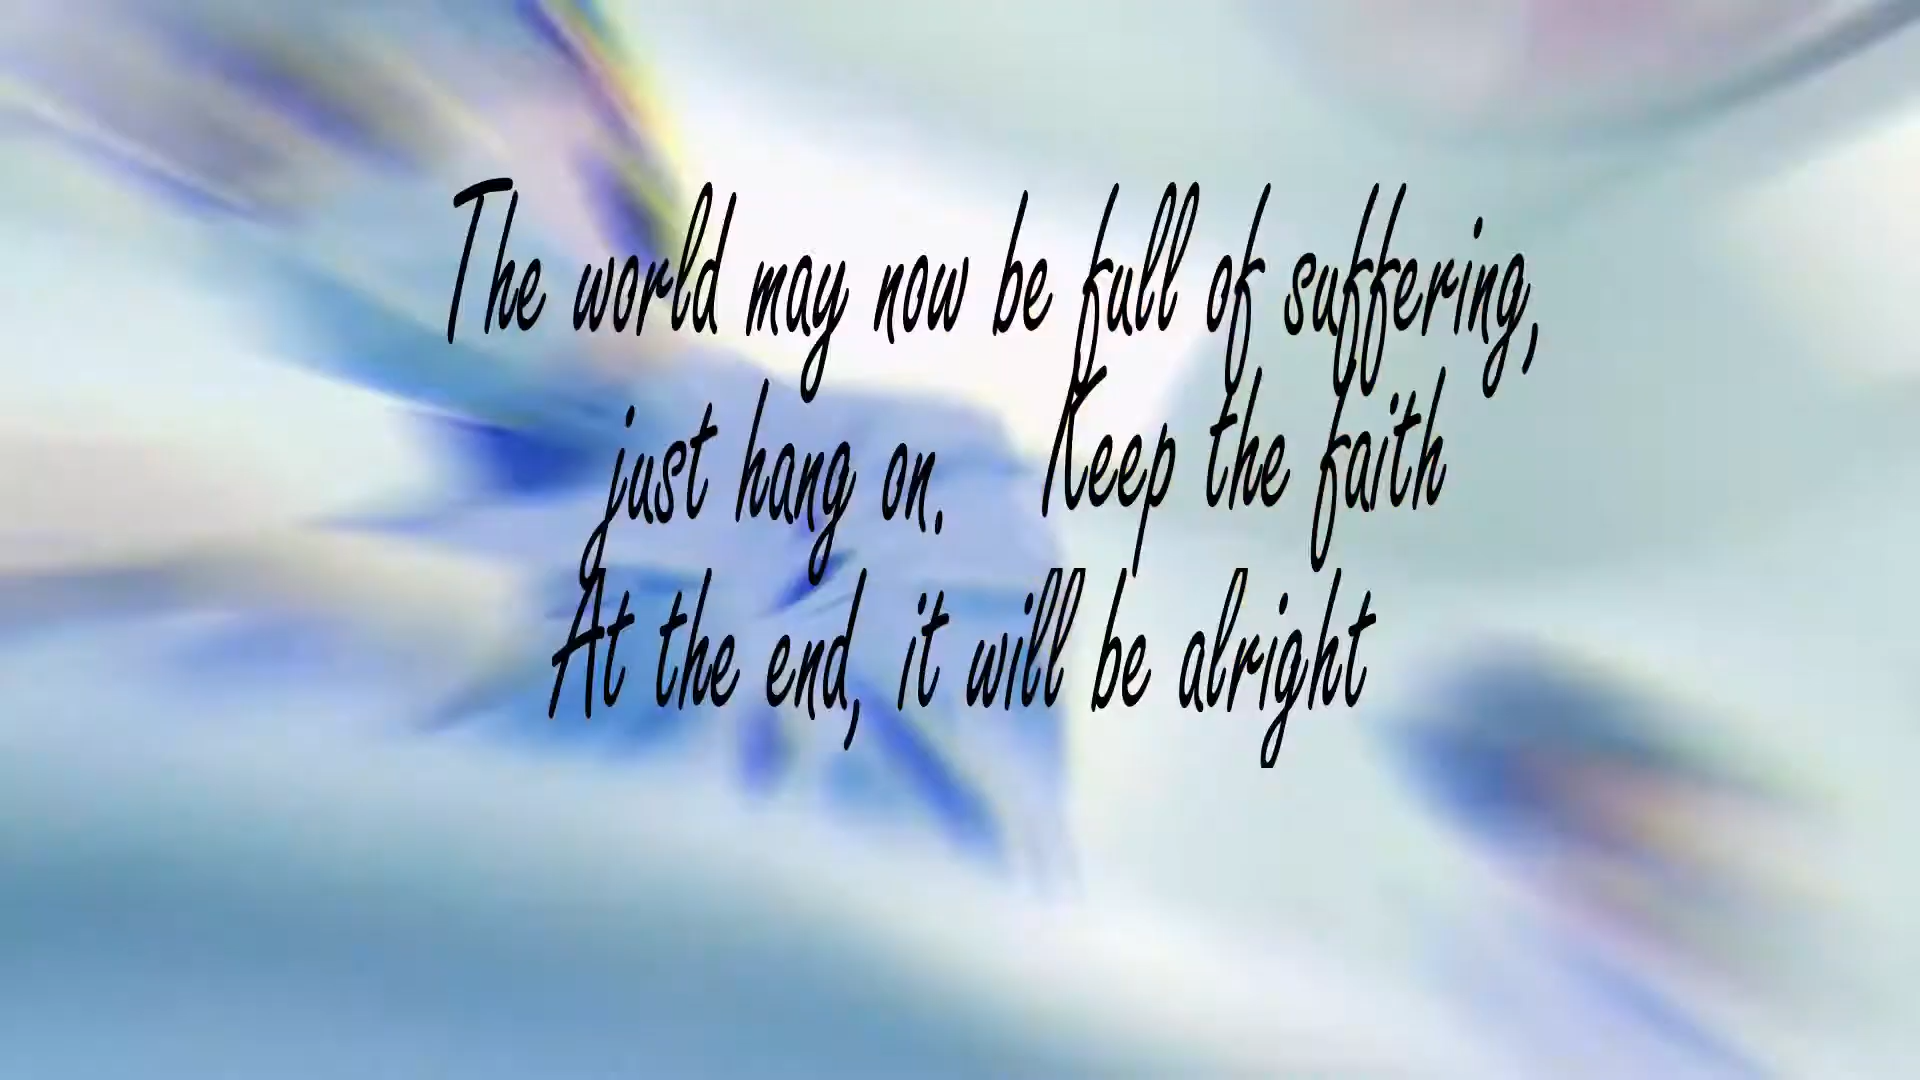 The world may now be full of suffering,
just hang on. Keep the faith
At the end, it will be alright